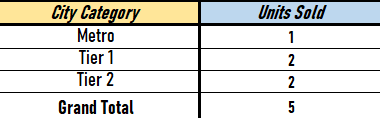 City Category Units Sold
Metro 1
Tier 1 2
Tier 2 2
Grand Total 5